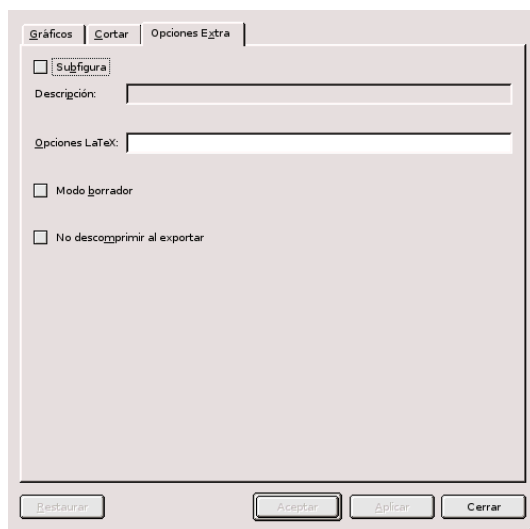 Gráficos Cortar Opciones Extra
Subfigura
Descripción:
Opciones LaTeX:
Modo borrador
No descomprimir al exportar
Restaurar Aceptar Aplicar Cerrar